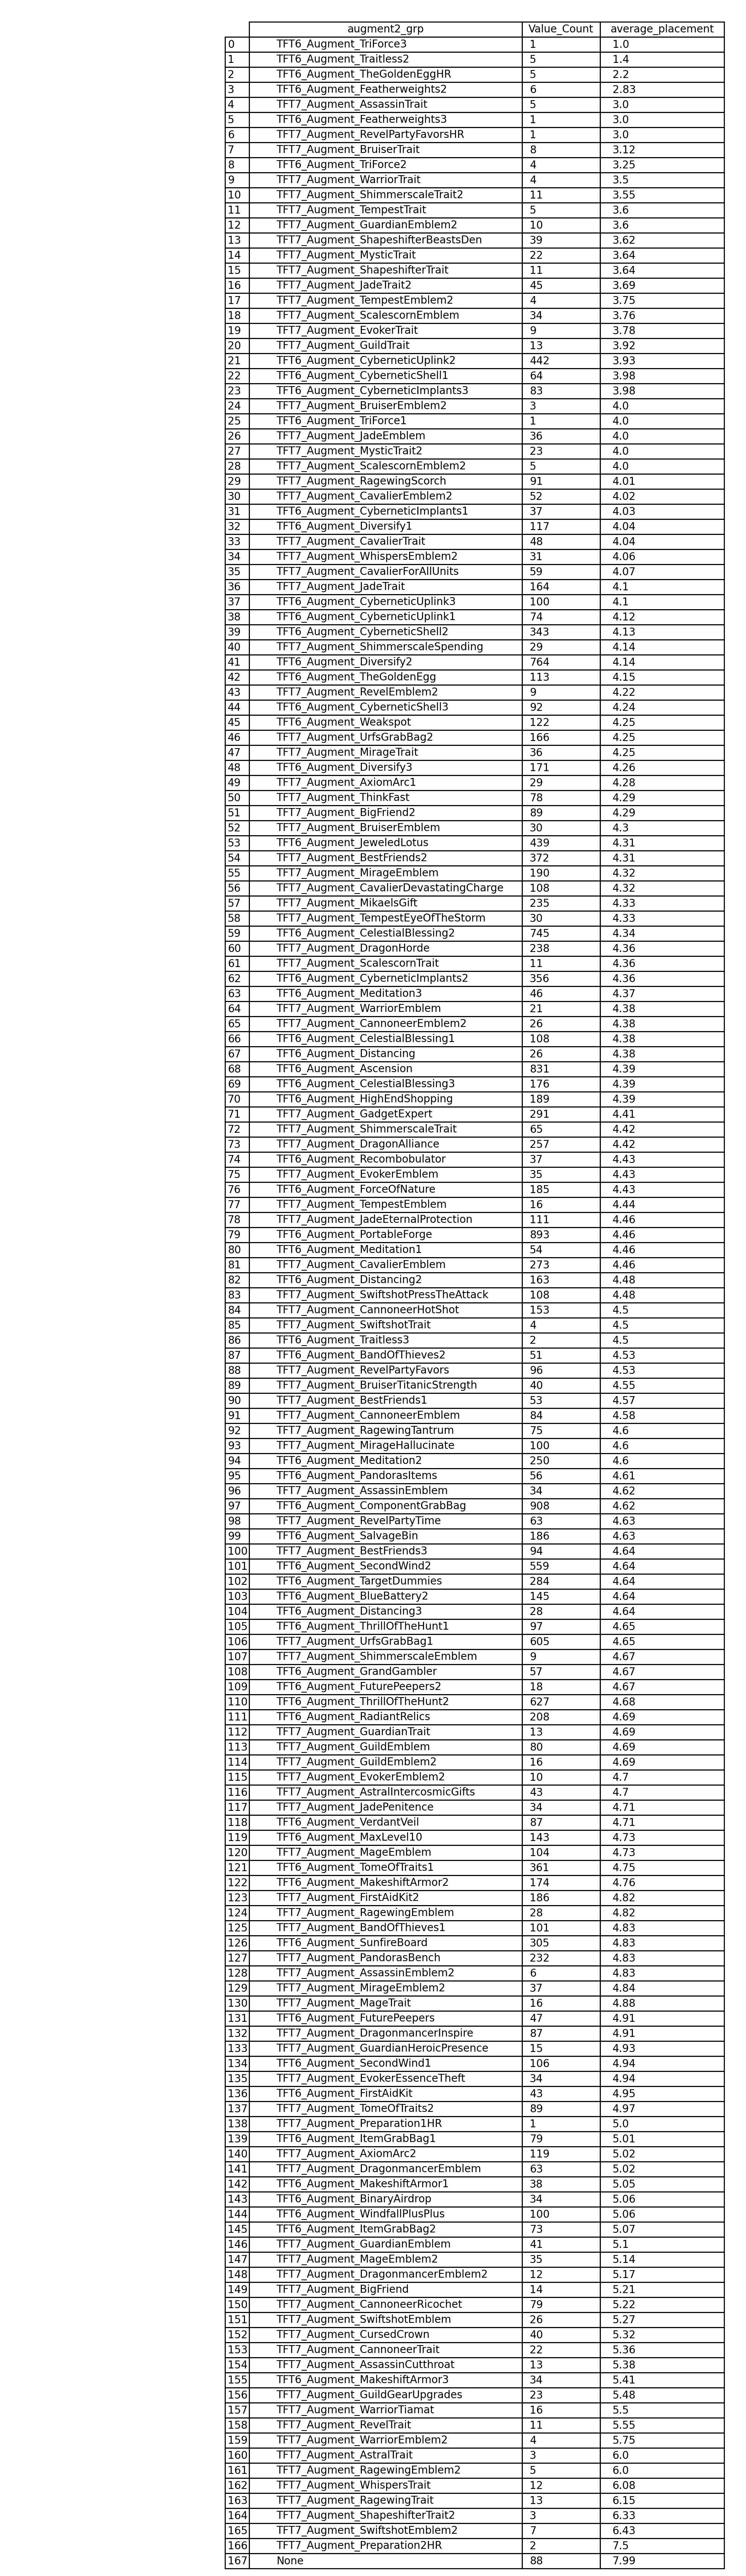 augment2_grp Value_Count average_placement
0 TFT6_Augment_TriForce3 1 1.0
1 TFT6_Augment_Traitless2 5 1.4
2 TFT6_Augment_TheGoldenEggHR 5 2.2
3 TFT6_Augment_Featherweights2 6 2.83
4 TFT7_Augment_AssassinTrait 5 3.0
5 TFT6_Augment_Featherweights3 1 3.0
6 TFT7_Augment_RevelPartyFavorsHR 1 3.0
7 TFT7_Augment_BruiserTrait 8 3.12
8 TFT6_Augment_TriForce2 4 3.25
9 TFT7_Augment_WarriorTrait 4 3.5
10 TFT7_Augment_ShimmerscaleTrait2 11 3.55
11 TFT7_Augment_TempestTrait 5 3.6
12 TFT7_Augment_GuardianEmblem2 10 3.6
13 TFT7_Augment_ShapeshifterBeastsDen 39 3.62
14 TFT7_Augment_MysticTrait 22 3.64
15 TFT7_Augment_ShapeshifterTrait 11 3.64
16 TFT7_Augment_JadeTrait2 45 3.69
17 TFT7_Augment_TempestEmblem2 4 3.75
18 TFT7_Augment_ScalescornEmblem 34 3.76
19 TFT7_Augment_EvokerTrait 9 3.78
20 TFT7_Augment_GuildTrait 13 3.92
21 TFT6_Augment_CyberneticUplink2 442 3.93
22 TFT6_Augment_CyberneticShell1 64 3.98
23 TFT6_Augment_CyberneticImplants3 83 3.98
24 TFT7_Augment_BruiserEmblem2 3 4.0
25 TFT6_Augment_TriForce1 1 4.0
26 TFT7_Augment_JadeEmblem 36 4.0
27 TFT7_Augment_MysticTrait2 23 4.0
28 TFT7_Augment_ScalescornEmblem2 5 4.0
29 TFT7_Augment_RagewingScorch 91 4.01
30 TFT7_Augment_CavalierEmblem2 52 4.02
31 TFT6_Augment_CyberneticImplants1 37 4.03
32 TFT6_Augment_Diversify1 117 4.04
33 TFT7_Augment_CavalierTrait 48 4.04
34 TFT7_Augment_WhispersEmblem2 31 4.06
35 TFT7_Augment_CavalierForAllUnits 59 4.07
36 TFT7_Augment_JadeTrait 164 4.1
37 TFT6_Augment_CyberneticUplink3 100 4.1
38 TFT6_Augment_CyberneticUplink1 74 4.12
39 TFT6_Augment_CyberneticShell2 343 4.13
40 TFT7_Augment_ShimmerscaleSpending 29 4.14
41 TFT6_Augment_Diversify2 764 4.14
42 TFT6_Augment_TheGoldenEgg 113 4.15
43 TFT7_Augment_RevelEmblem2 9 4.22
44 TFT6_Augment_CyberneticShell3 92 4.24
45 TFT6_Augment_Weakspot 122 4.25
46 TFT7_Augment_UrfsGrabBag2 166 4.25
47 TFT7_Augment_MirageTrait 36 4.25
48 TFT6_Augment_Diversify3 171 4.26
49 TFT7_Augment_AxiomArc1 29 4.28
50 TFT7_Augment_ThinkFast 78 4.29
51 TFT7_Augment_BigFriend2 89 4.29
52 TFT7_Augment_BruiserEmblem 30 4.3
53 TFT6_Augment_JeweledLotus 439 4.31
54 TFT7_Augment_BestFriends2 372 4.31
55 TFT7_Augment_MirageEmblem 190 4.32
56 TFT7_Augment_CavalierDevastatingCharge 108 4.32
57 TFT7_Augment_MikaelsGift 235 4.33
58 TFT7_Augment_TempestEyeOfTheStorm 30 4.33
59 TFT6_Augment_CelestialBlessing2 745 4.34
60 TFT7_Augment_DragonHorde 238 4.36
61 TFT7_Augment_ScalescornTrait 11 4.36
62 TFT6_Augment_CyberneticImplants2 356 4.36
63 TFT6_Augment_Meditation3 46 4.37
64 TFT7_Augment_WarriorEmblem 21 4.38
65 TFT7_Augment_CannoneerEmblem2 26 4.38
66 TFT6_Augment_CelestialBlessing1 108 4.38
67 TFT6_Augment_Distancing 26 4.38
68 TFT6_Augment_Ascension 831 4.39
69 TFT6_Augment_CelestialBlessing3 176 4.39
70 TFT6_Augment_HighEndShopping 189 4.39
71 TFT7_Augment_GadgetExpert 291 4.41
72 TFT7_Augment_ShimmerscaleTrait 65 4.42
73 TFT7_Augment_DragonAlliance 257 4.42
74 TFT6_Augment_Recombobulator 37 4.43
75 TFT7_Augment_EvokerEmblem 35 4.43
76 TFT6_Augment_ForceOfNature 185 4.43
77 TFT7_Augment_TempestEmblem 16 4.44
78 TFT7_Augment_JadeEternalProtection 111 4.46
79 TFT6_Augment_PortableForge 893 4.46
80 TFT6_Augment_Meditation1 54 4.46
81 TFT7_Augment_CavalierEmblem 273 4.46
82 TFT6_Augment_Distancing2 163 4.48
83 TFT7_Augment_SwiftshotPressTheAttack 108 4.48
84 TFT7_Augment_CannoneerHotShot 153 4.5
85 TFT7_Augment_SwiftshotTrait 4 4.5
86 TFT6_Augment_Traitless3 2 4.5
87 TFT6_Augment_BandOfThieves2 51 4.53
88 TFT7_Augment_RevelPartyFavors 96 4.53
89 TFT7_Augment_BruiserTitanicStrength 40 4.55
90 TFT7_Augment_BestFriends1 53 4.57
91 TFT7_Augment_CannoneerEmblem 84 4.58
92 TFT7_Augment_RagewingTantrum 75 4.6
93 TFT7_Augment_MirageHallucinate 100 4.6
94 TFT6_Augment_Meditation2 250 4.6
95 TFT6_Augment_PandorasItems 56 4.61
96 TFT7_Augment_AssassinEmblem 34 4.62
97 TFT6_Augment_ComponentGrabBag 908 4.62
98 TFT7_Augment_RevelPartyTime 63 4.63
99 TFT6_Augment_SalvageBin 186 4.63
100 TFT7_Augment_BestFriends3 94 4.64
101 TFT6_Augment_SecondWind2 559 4.64
102 TFT6_Augment_TargetDummies 284 4.64
103 TFT6_Augment_BlueBattery2 145 4.64
104 TFT6_Augment_Distancing3 28 4.64
105 TFT6_Augment_ThrillOfTheHunt1 97 4.65
106 TFT7_Augment_UrfsGrabBag1 605 4.65
107 TFT7_Augment_ShimmerscaleEmblem 9 4.67
108 TFT6_Augment_GrandGambler 57 4.67
109 TFT6_Augment_FuturePeepers2 18 4.67
110 TFT6_Augment_ThrillOfTheHunt2 627 4.68
111 TFT6_Augment_RadiantRelics 208 4.69
112 TFT7_Augment_GuardianTrait 13 4.69
113 TFT7_Augment_GuildEmblem 80 4.69
114 TFT7_Augment_GuildEmblem2 16 4.69
115 TFT7_Augment_EvokerEmblem2 10 4.7
116 TFT7_Augment_AstralIntercosmicGifts 43 4.7
117 TFT7_Augment_JadePenitence 34 4.71
118 TFT6_Augment_VerdantVeil 87 4.71
119 TFT6_Augment_MaxLevel10 143 4.73
120 TFT7_Augment_MageEmblem 104 4.73
121 TFT6_Augment_TomeOfTraits1 361 4.75
122 TFT6_Augment_MakeshiftArmor2 174 4.76
123 TFT7_Augment_FirstAidKit2 186 4.82
124 TFT7_Augment_RagewingEmblem 28 4.82
125 TFT7_Augment_BandOfThieves1 101 4.83
126 TFT6_Augment_SunfireBoard 305 4.83
127 TFT7_Augment_PandorasBench 232 4.83
128 TFT7_Augment_AssassinEmblem2 6 4.83
129 TFT7_Augment_MirageEmblem2 37 4.84
130 TFT7_Augment_MageTrait 16 4.88
131 TFT6_Augment_FuturePeepers 47 4.91
132 TFT7_Augment_DragonmancerInspire 87 4.91
133 TFT7_Augment_GuardianHeroicPresence 15 4.93
134 TFT6_Augment_SecondWind1 106 4.94
135 TFT7_Augment_EvokerEssenceTheft 34 4.94
136 TFT6_Augment_FirstAidKit 43 4.95
137 TFT7_Augment_TomeOfTraits2 89 4.97
138 TFT7_Augment_Preparation1HR 1 5.0
139 TFT6_Augment_ItemGrabBag1 79 5.01
140 TFT7_Augment_AxiomArc2 119 5.02
141 TFT7_Augment_DragonmancerEmblem 63 5.02
142 TFT6_Augment_MakeshiftArmor1 38 5.05
143 TFT6_Augment_BinaryAirdrop 34 5.06
144 TFT6_Augment_WindfallPlusPlus 100 5.06
145 TFT6_Augment_ItemGrabBag2 73 5.07
146 TFT7_Augment_GuardianEmblem 41 5.1
147 TFT7_Augment_MageEmblem2 35 5.14
148 TFT7_Augment_DragonmancerEmblem2 12 5.17
149 TFT7_Augment_BigFriend 14 5.21
150 TFT7_Augment_CannoneerRicochet 79 5.22
151 TFT7_Augment_SwiftshotEmblem 26 5.27
152 TFT7_Augment_CursedCrown 40 5.32
153 TFT7_Augment_CannoneerTrait 22 5.36
154 TFT7_Augment_AssassinCutthroat 13 5.38
155 TFT6_Augment_MakeshiftArmor3 34 5.41
156 TFT7_Augment_GuildGearUpgrades 23 5.48
157 TFT7_Augment_WarriorTiamat 16 5.5
158 TFT7_Augment_RevelTrait 11 5.55
159 TFT7_Augment_WarriorEmblem2 4 5.75
160 TFT7_Augment_AstralTrait 3 6.0
161 TFT7_Augment_RagewingEmblem2 5 6.0
162 TFT7_Augment_WhispersTrait 12 6.08
163 TFT7_Augment_RagewingTrait 13 6.15
164 TFT7_Augment_ShapeshifterTrait2 3 6.33
165 TFT7_Augment_SwiftshotEmblem2 7 6.43
166 TFT7_Augment_Preparation2HR 2 7.5
167 None 88 7.99